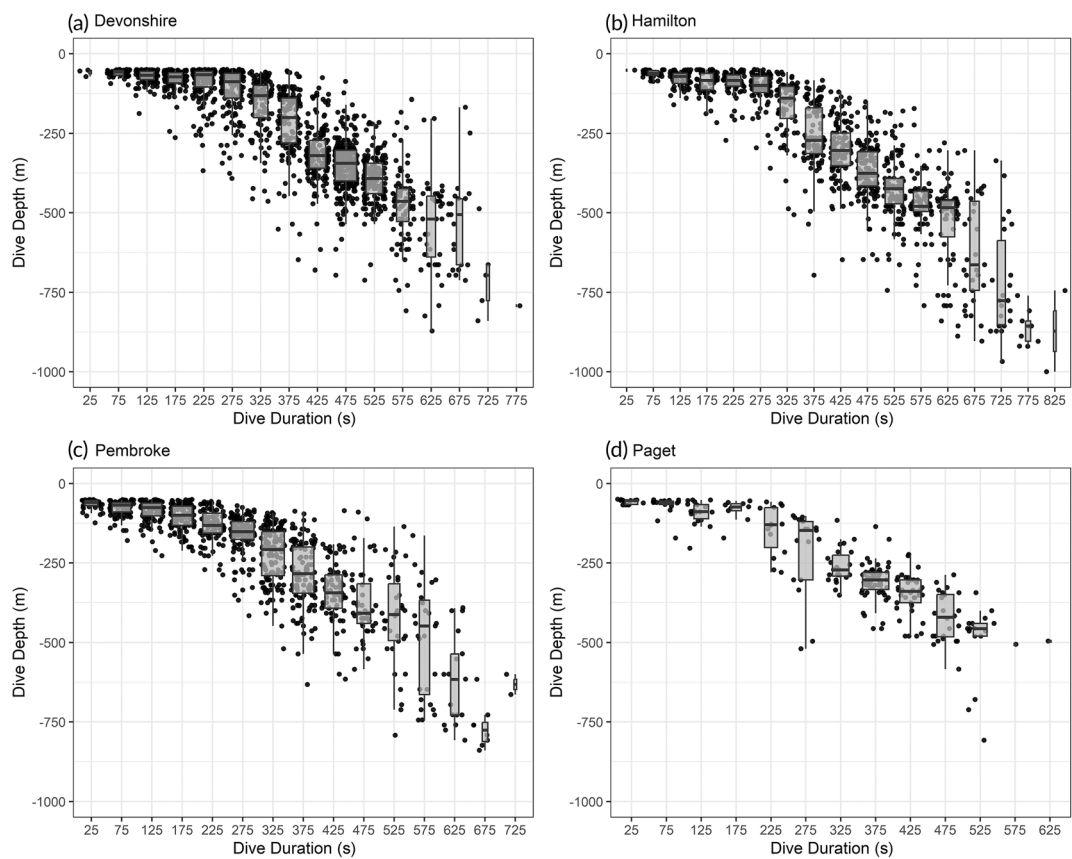 (a) Devonshire
0
-250
-500
-750
-1000
Dive Depth (m)
25 75 125 175 225 275 325 375 425 475 525 575 625 675 725 775
Dive Duration (s)
(b) Hamilton
0
-250
-500
-750
-1000
Dive Depth (m)
25 75 125 175 225 275 325 375 425 475 525 575 625 675 725 775 825
Dive Duration (s)
(c) Pembroke
0
-250
-500
-750
-1000
Dive Depth (m)
25 75 125 175 225 275 325 375 425 475 525 575 625 675 725
Dive Duration (s)
(d) Paget
0
-250
-500
-750
-1000
Dive Depth (m)
25 75 125 175 225 275 325 375 425 475 525 575 625
Dive Duration (s)